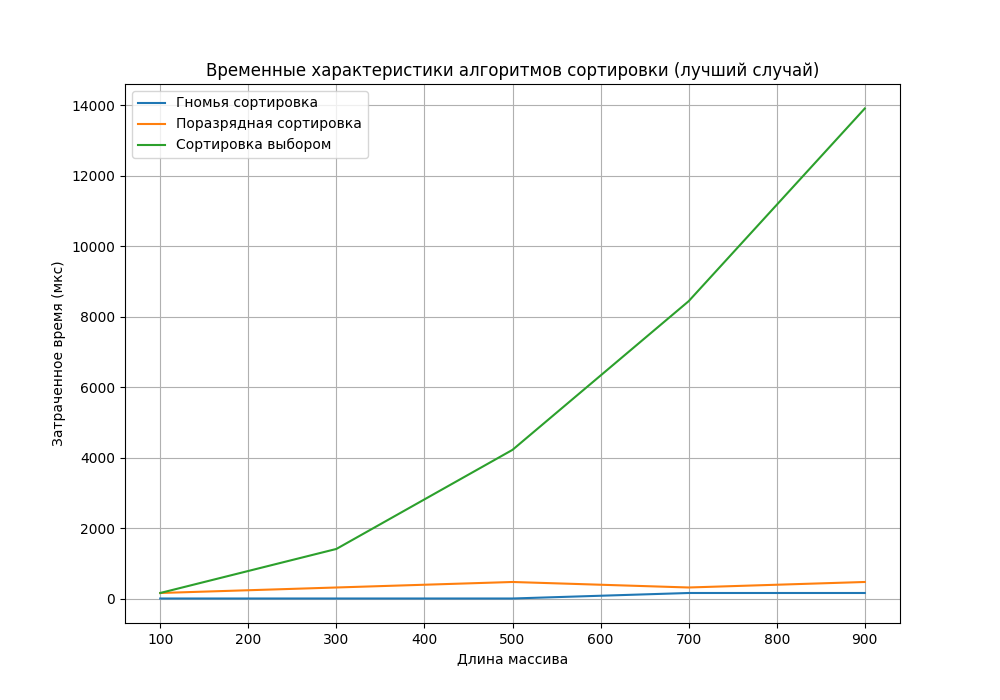 Временные характеристики алгоритмов сортировки (лучший случай)
Гномья сортировка
Поразрядная сортировка
Сортировка выбором
14000
12000
10000
8000
6000
4000
2000
0
Затраченное время (мкс)
100 200 300 400 500 600 700 800 900
Длина массива